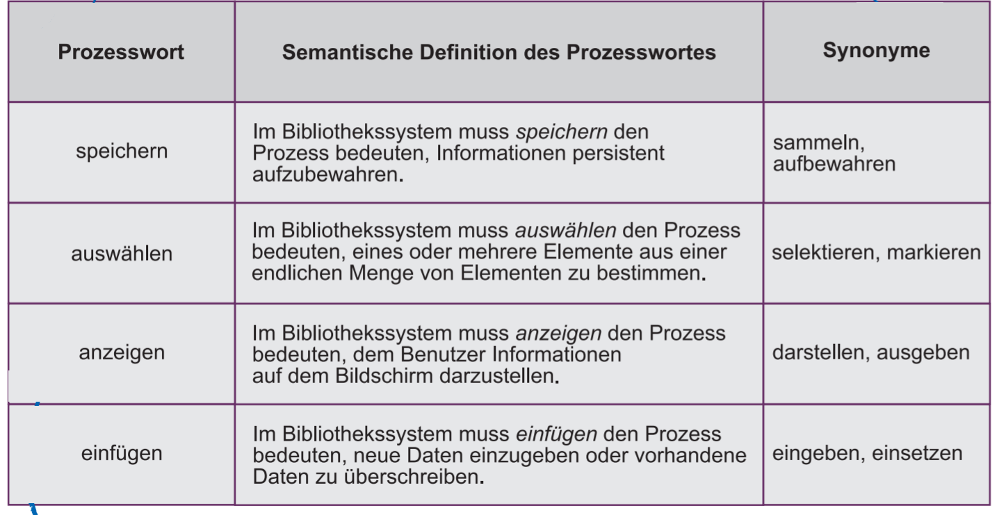 Prozesswort
Semantische Definition des Prozesswortes
Synonyme
speichern
Im Bibliothekssystem muss speichern den
Prozess bedeuten, Informationen persistent
aufzubewahren.
sammeln,
aufbewahren
auswählen
Im Bibliothekssystem muss auswählen den Prozess
bedeuten, eines oder mehrere Elemente aus einer
endlichen Menge von Elementen zu bestimmen.
selektieren, markieren
anzeigen
Im Bibliothekssystem muss anzeigen den Prozess
bedeuten, dem Benutzer Informationen
auf dem Bildschirm darzustellen.
darstellen, ausgeben
einfügen
Im Bibliothekssystem muss einfügen den Prozess
bedeuten, neue Daten einzugeben oder vorhandene
Daten zu überschreiben.
eingeben, einsetzen